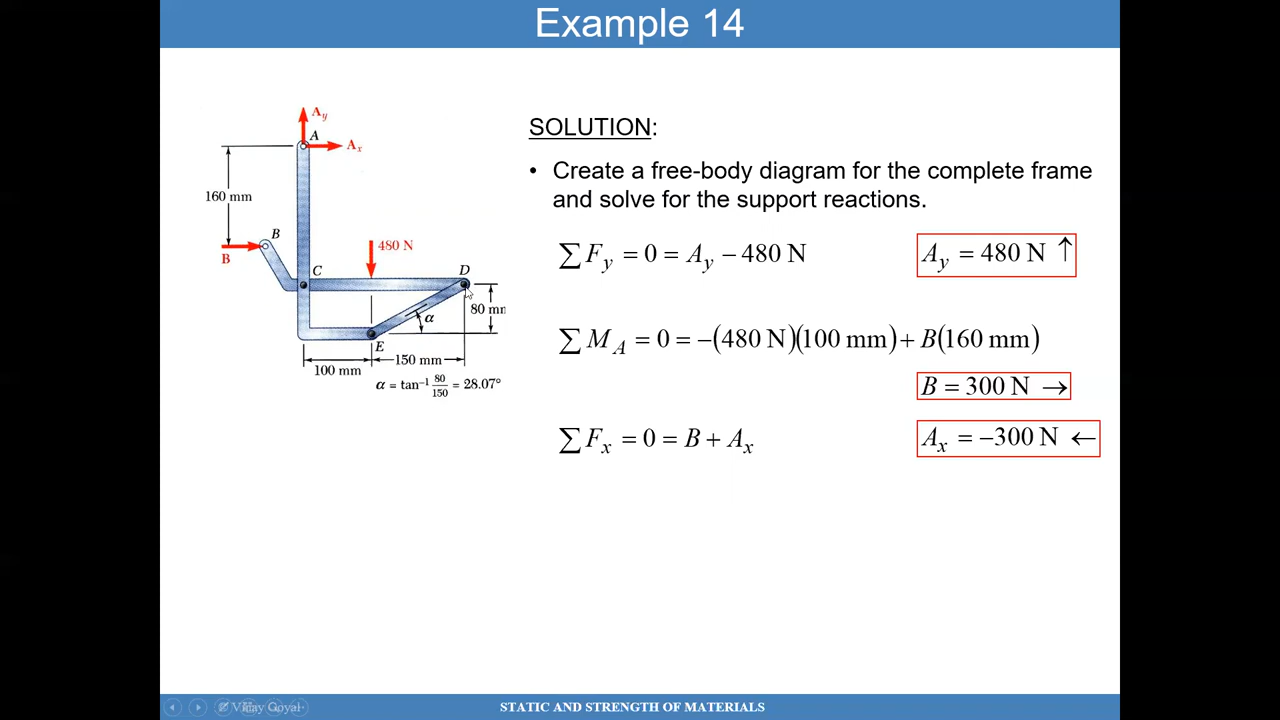 Example 14
SOLUTION:
• Create a free-body diagram for the complete frame
and solve for the support reactions.
∑ F_y = 0 = A_y − 480 N
A_y = 480 N ↑
∑ M_A = 0 = −(480 N)(100 mm) + B(160 mm)
B = 300 N →
∑ F_x = 0 = B + A_x
A_x = −300 N ←
A_y
A
A_x
160 mm
B
B
480 N
C
D
80 mm
α
E
150 mm
100 mm
α = tan⁻¹ 80/150 = 28.07°
Vijay Goyal
STATIC AND STRENGTH OF MATERIALS